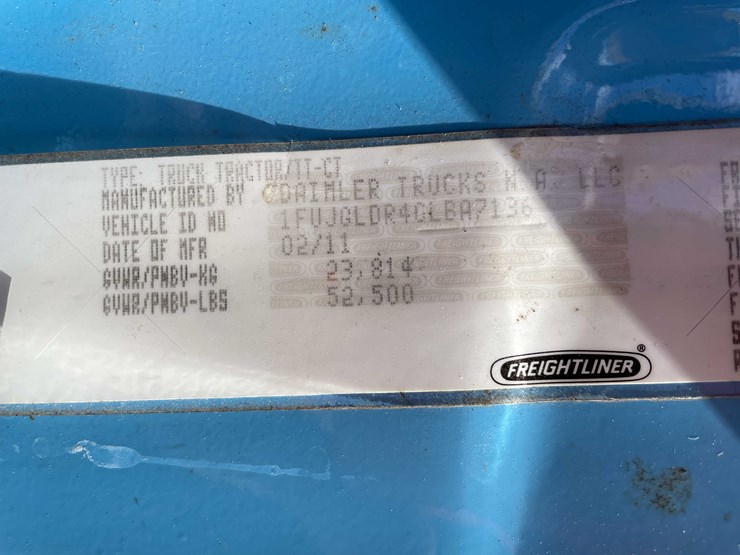 TYPE: TRUCK TRACTOR/TT-CT
MANUFACTURED BY DAIMLER TRUCKS N.A. LLC
VEHICLE ID NO 1FUJGLDR4CLBA7136
DATE OF MFR 02/11
GVWR/PNBV-KG 23,814
GVWR/PNBV-LBS 52,500
FREIGHTLINER®